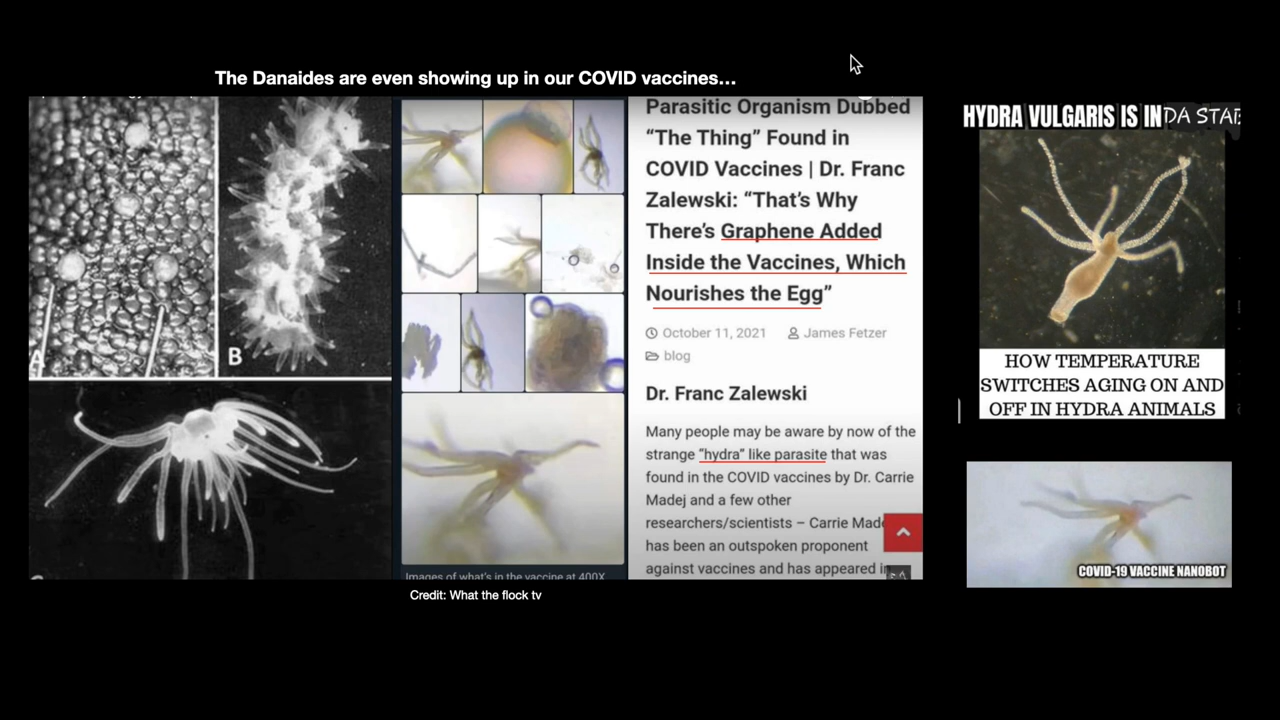 The Danaides are even showing up in our COVID vaccines...
A
B
Images of what's in the vaccine at 400X
Parasitic Organism Dubbed
“The Thing” Found in
COVID Vaccines | Dr. Franc
Zalewski: “That’s Why
There’s Graphene Added
Inside the Vaccines, Which
Nourishes the Egg”
October 11, 2021 James Fetzer
blog
Dr. Franc Zalewski
Many people may be aware by now of the
strange “hydra” like parasite that was
found in the COVID vaccines by Dr. Carrie
Madej and a few other
researchers/scientists – Carrie Made
has been an outspoken proponent
against vaccines and has appeared in
Credit: What the flock tv
HYDRA VULGARIS IS IN DA STAR
HOW TEMPERATURE
SWITCHES AGING ON AND
OFF IN HYDRA ANIMALS
COVID-19 VACCINE NANOBOT